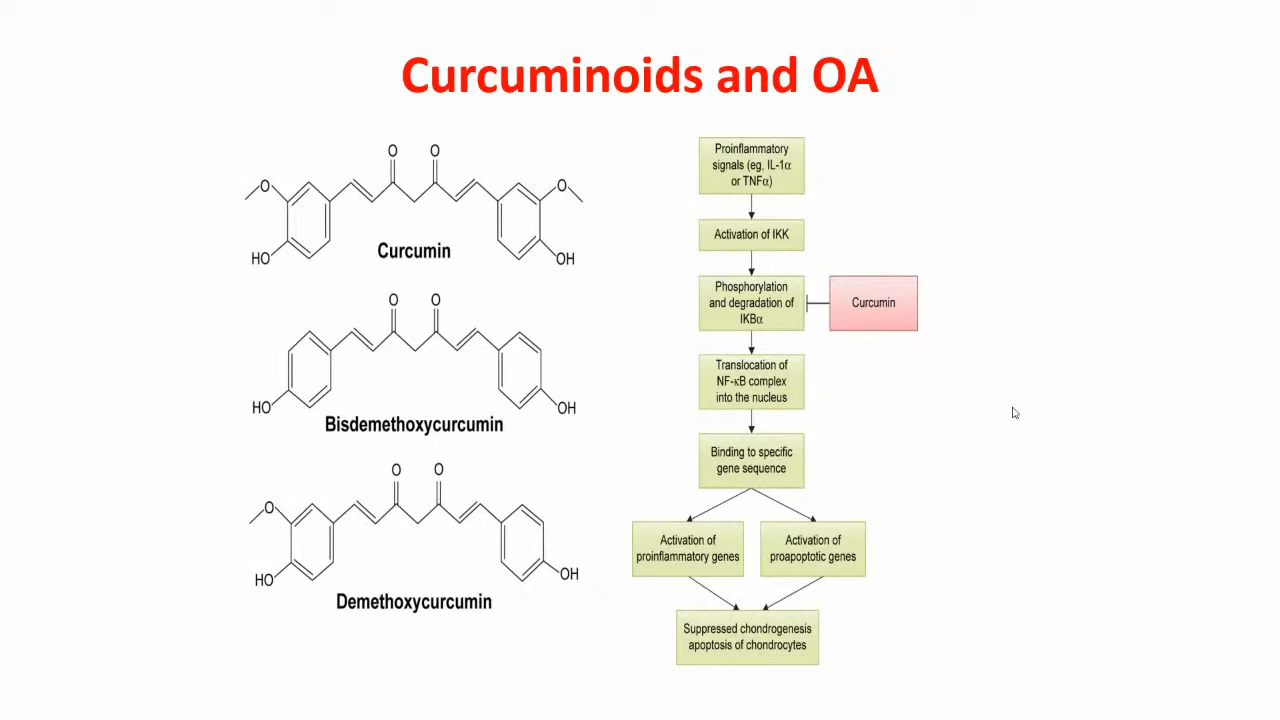 Curcuminoids and OA
O
O
O
O
HO
OH
Curcumin
O
O
HO
OH
Bisdemethoxycurcumin
O
O
O
HO
OH
Demethoxycurcumin
Proinflammatory
signals (eg, IL-1α
or TNFα)
Activation of IKK
Phosphorylation
and degradation of
IKBα
Curcumin
Translocation of
NF-κB complex
into the nucleus
Binding to specific
gene sequence
Activation of
proinflammatory genes
Activation of
proapoptotic genes
Suppressed chondrogenesis
apoptosis of chondrocytes